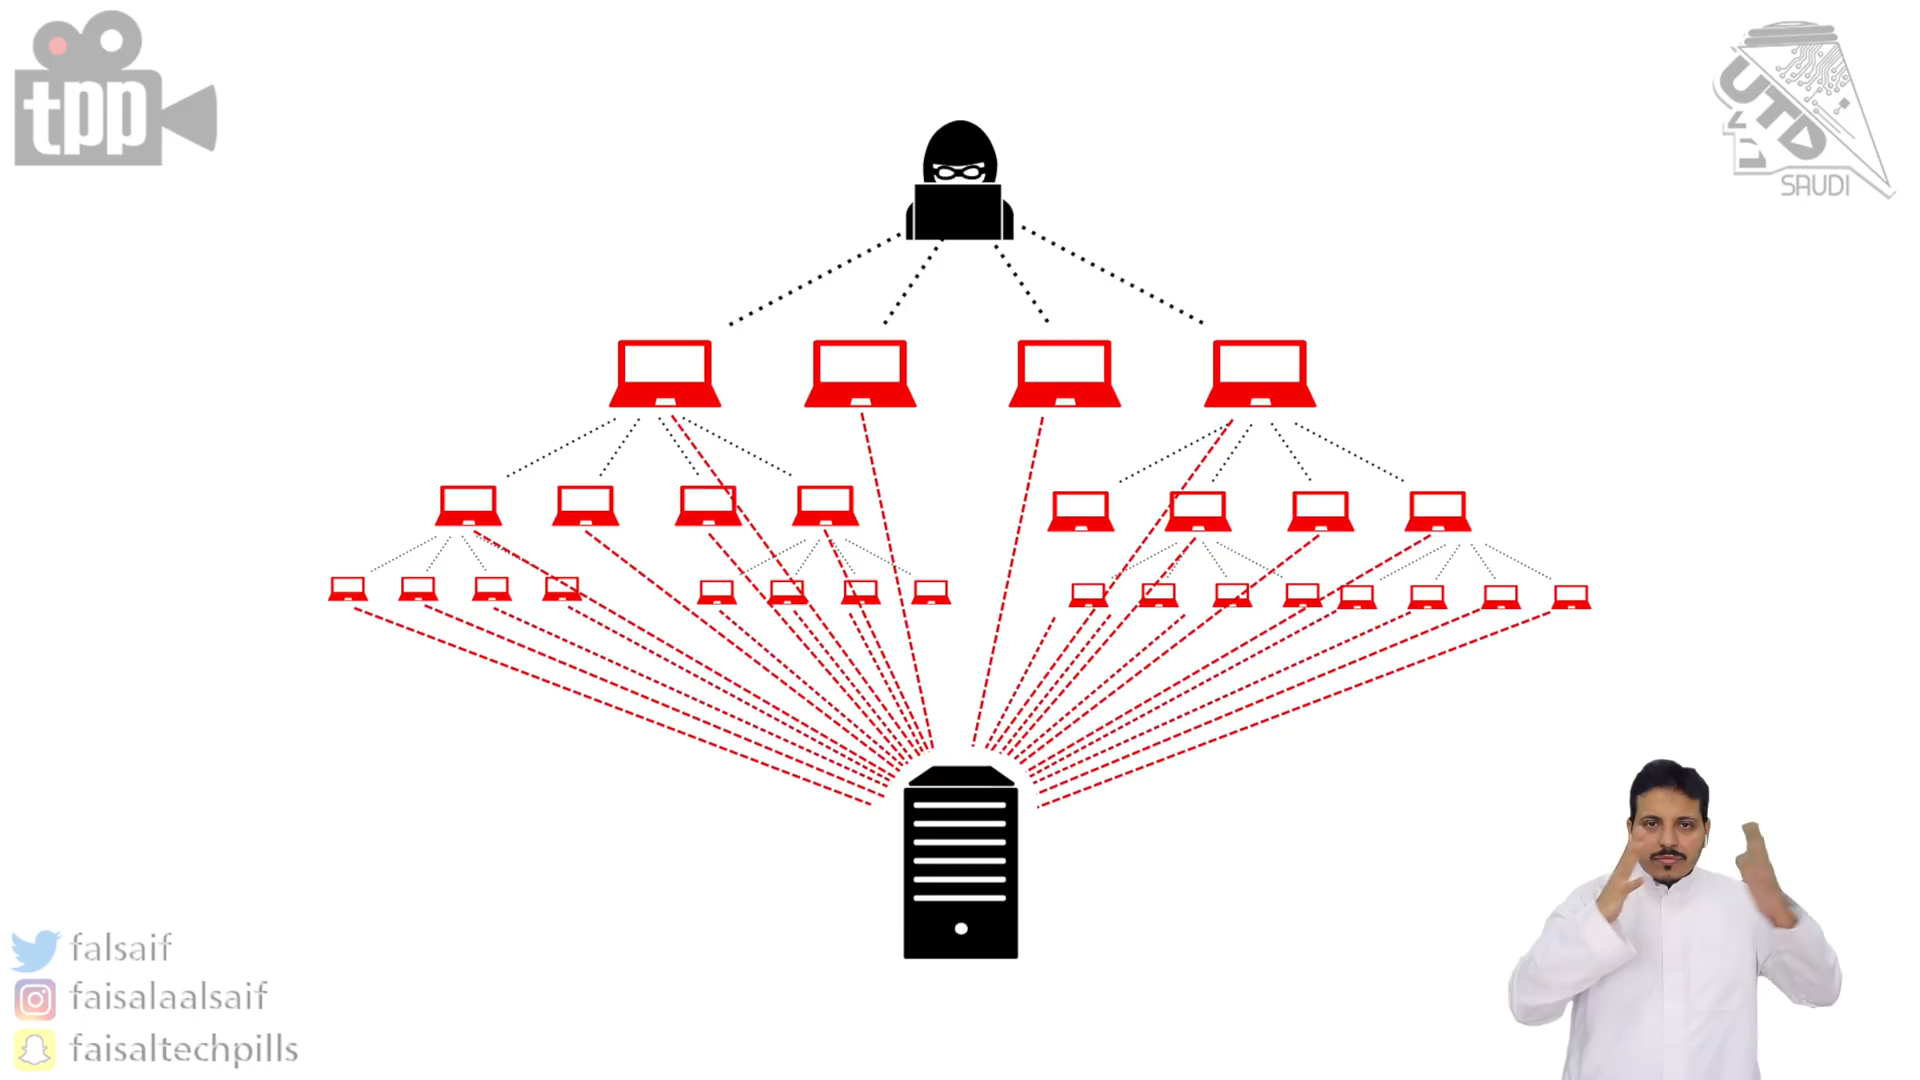 tpp
UTD
SAUDI
falsaif
faisalaalsaif
faisaltechpills